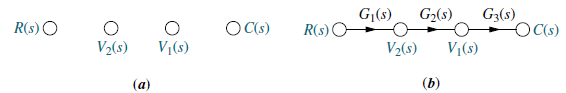 R(s)
V₂(s)
V₁(s)
C(s)
(a)
R(s)
G₁(s)
G₂(s)
G₃(s)
C(s)
V₂(s)
V₁(s)
(b)